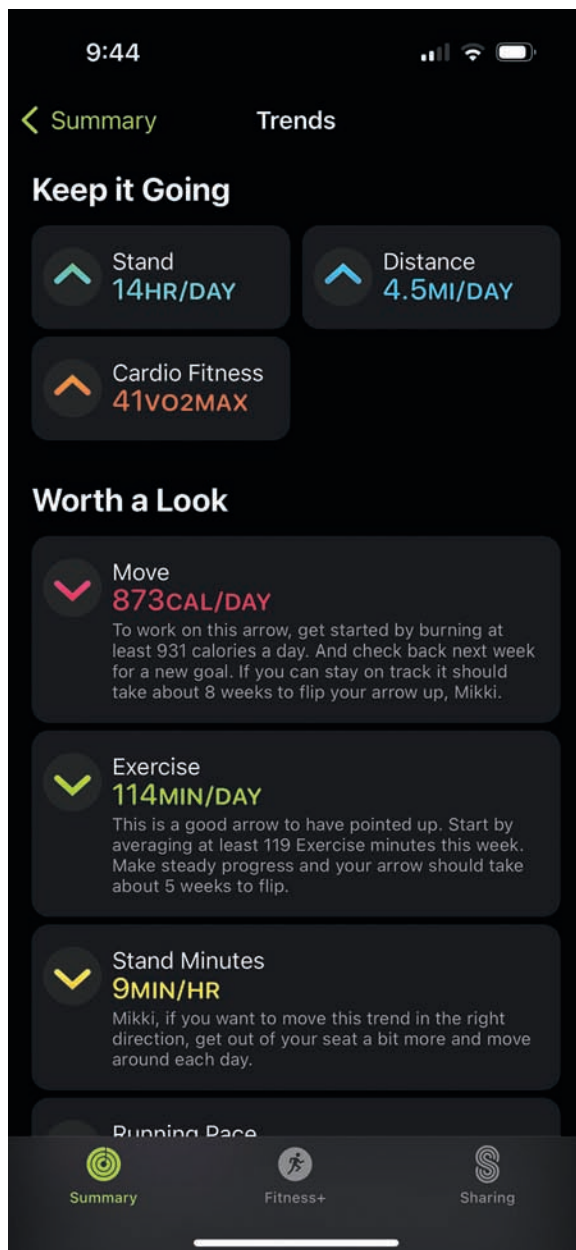 9:44
Summary
Trends
Keep it Going
Stand
14HR/DAY
Distance
4.5MI/DAY
Cardio Fitness
41VO2MAX
Worth a Look
Move
873CAL/DAY
To work on this arrow, get started by burning at
least 931 calories a day. And check back next week
for a new goal. If you can stay on track it should
take about 8 weeks to flip your arrow up, Mikki.
Exercise
114MIN/DAY
This is a good arrow to have pointed up. Start by
averaging at least 119 Exercise minutes this week.
Make steady progress and your arrow should take
about 5 weeks to flip.
Stand Minutes
9MIN/HR
Mikki, if you want to move this trend in the right
direction, get out of your seat a bit more and move
around each day.
Running Pace
Summary
Fitness+
Sharing